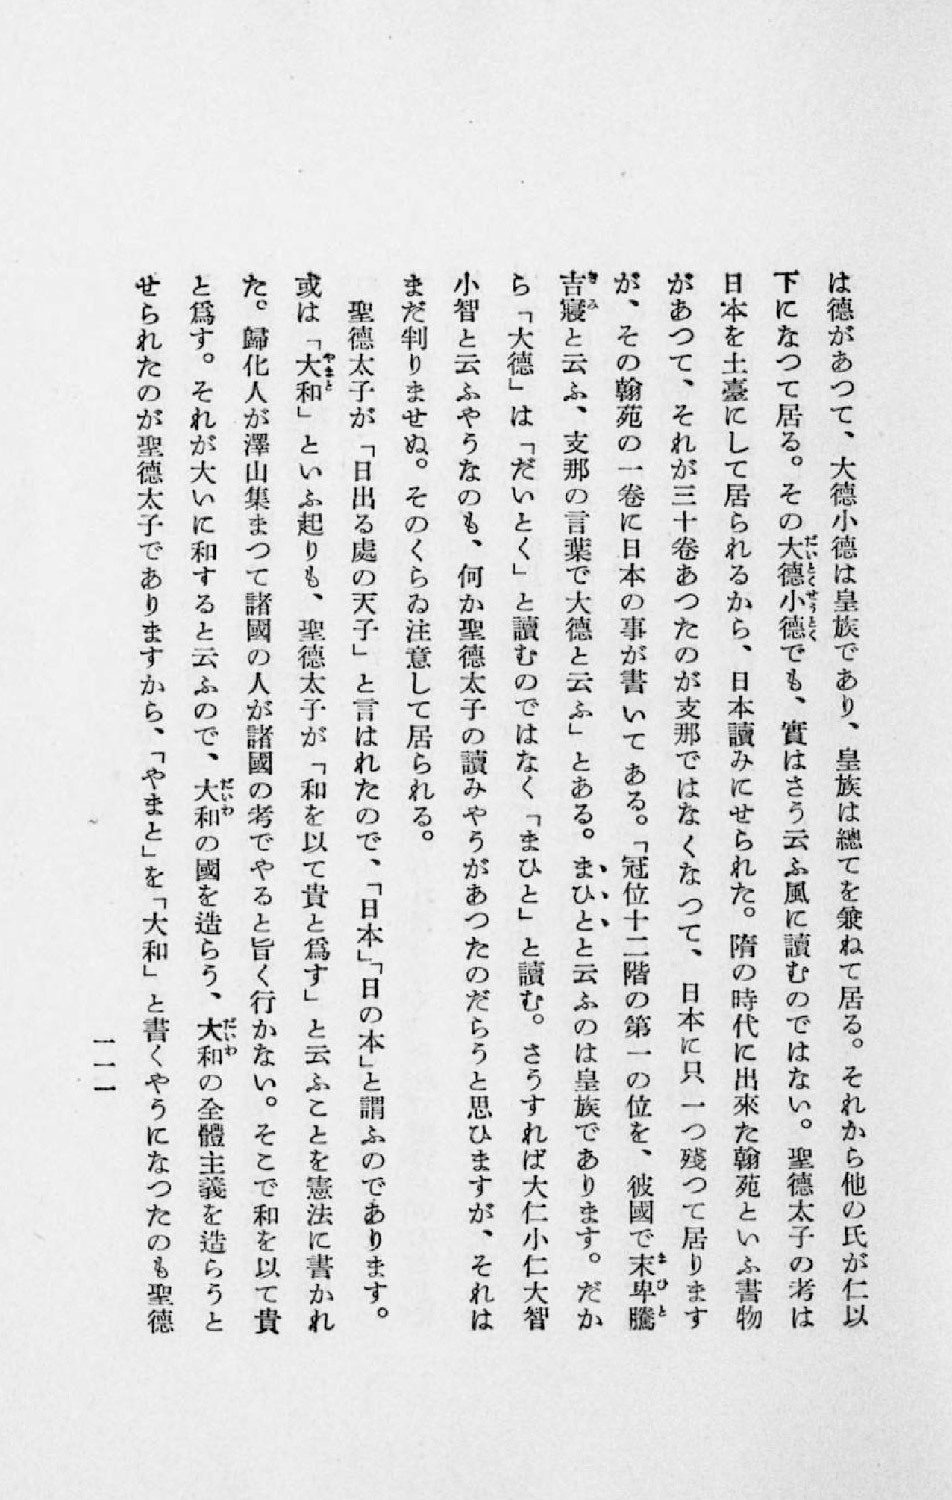 は德があつて、大德小德は皇族であり、皇族は總てを兼ねて居る。それから他の氏が仁以
下になつて居る。その大德小德でも、實はさう云ふ風に讀むのではない。聖德太子の考は
日本を土臺にして居られるから、日本讀みにせられた。隋の時代に出來た翰苑といふ書物
があつて、それが三十卷あつたのが支那ではなくなつて、日本に只一つ殘つて居ります
が、その翰苑の一卷に日本の事が書いてある。「冠位十二階の第一の位を、彼國で末卑騰
吉寐と云ふ、支那の言葉で大德と云ふ」とある。まひとと云ふのは皇族であります。だか
ら「大德」は「だいとく」と讀むのではなく「まひと」と讀む。さうすれば大仁小仁大智
小智と云ふやうなのも、何か聖德太子の讀みやうがあつたのだらうと思ひますが、それは
まだ判りませぬ。そのくらゐ注意して居られる。
聖德太子が「日出る處の天子」と言はれたので、「日本」「日の本」と謂ふのであります。
或は「大和」といふ起りも、聖德太子が「和を以て貴と爲す」と云ふことを憲法に書かれ
た。歸化人が澤山集まつて諸國の人が諸國の考でやると旨く行かない。そこで和を以て貴
と爲す。それが大いに和すると云ふので、大和の國を造らう、大和の全體主義を造らうと
せられたのが聖德太子でありますから、「やまと」を「大和」と書くやうになつたのも聖德
一一一